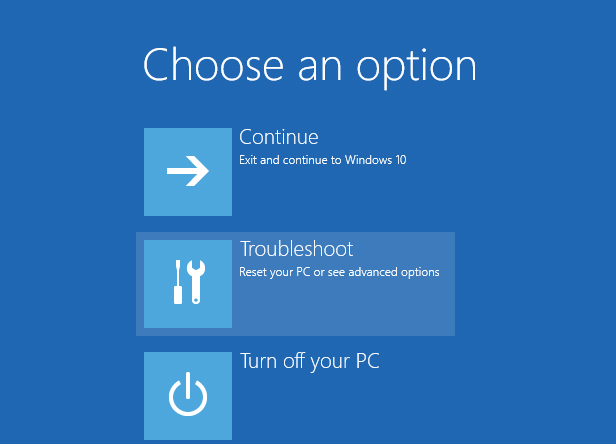 Choose an option
Continue
Exit and continue to Windows 10
Troubleshoot
Reset your PC or see advanced options
Turn off your PC